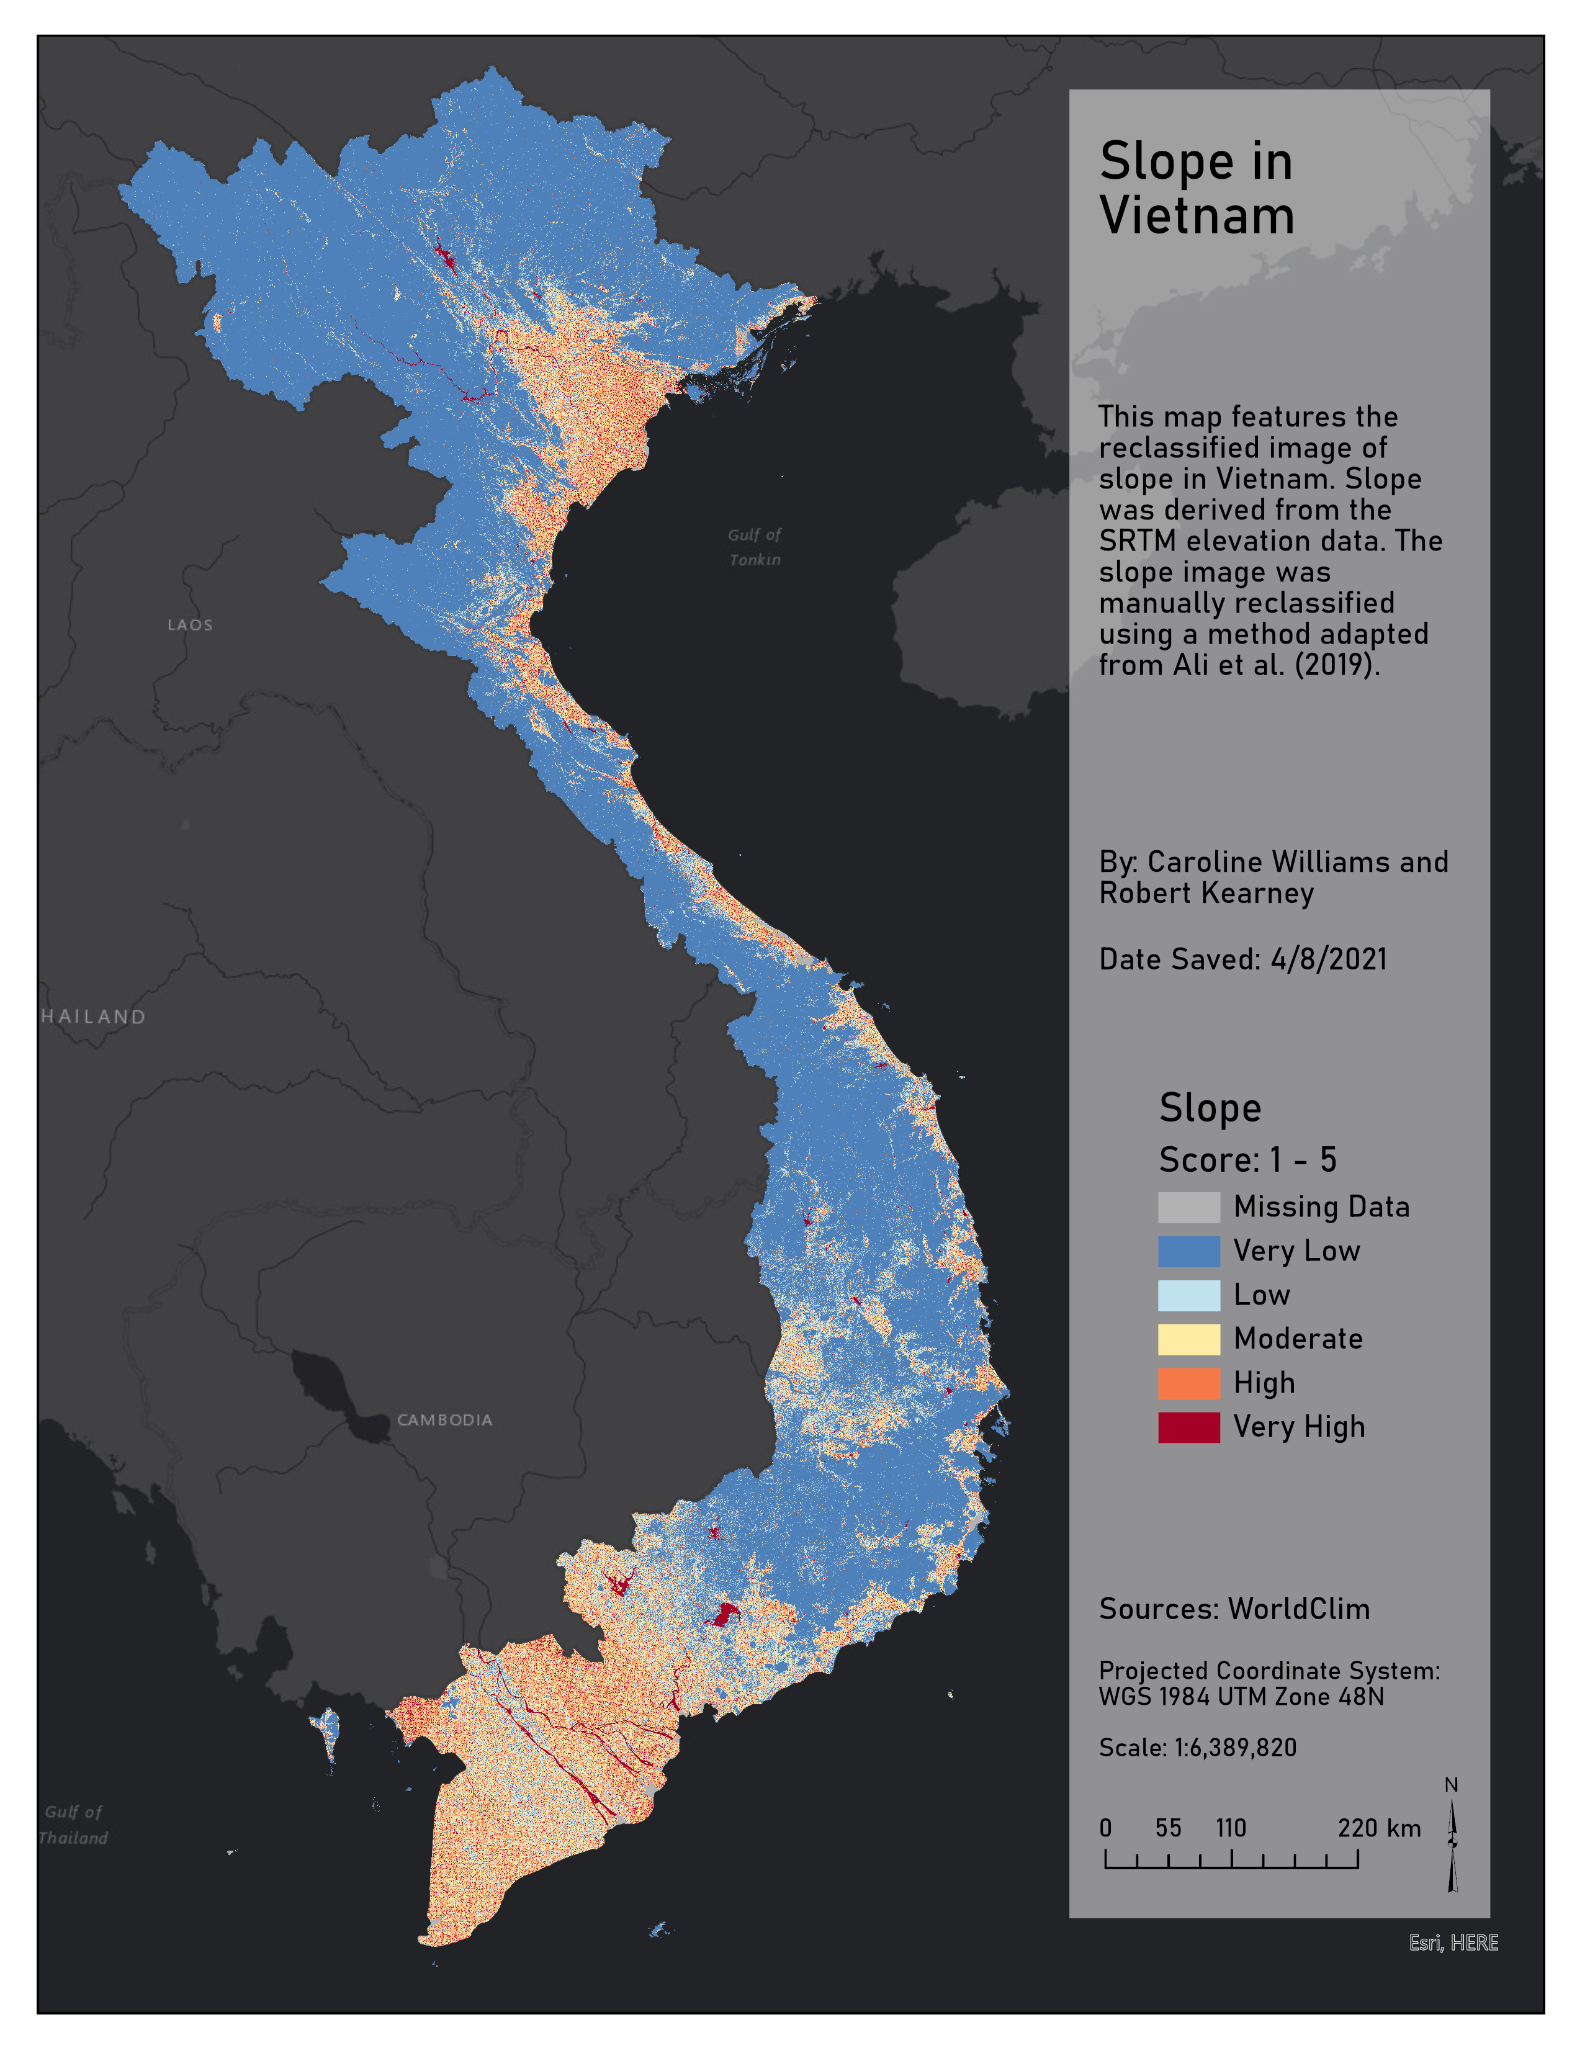 Slope in
Vietnam
This map features the
reclassified image of
slope in Vietnam. Slope
was derived from the
SRTM elevation data. The
slope image was
manually reclassified
using a method adapted
from Ali et al. (2019).
By: Caroline Williams and
Robert Kearney
Date Saved: 4/8/2021
Slope
Score: 1 - 5
Missing Data
Very Low
Low
Moderate
High
Very High
Sources: WorldClim
Projected Coordinate System:
WGS 1984 UTM Zone 48N
Scale: 1:6,389,820
N
0 55 110 220 km
Esri, HERE
Gulf of
Tonkin
LAOS
HAILAND
CAMBODIA
Gulf of
Thailand